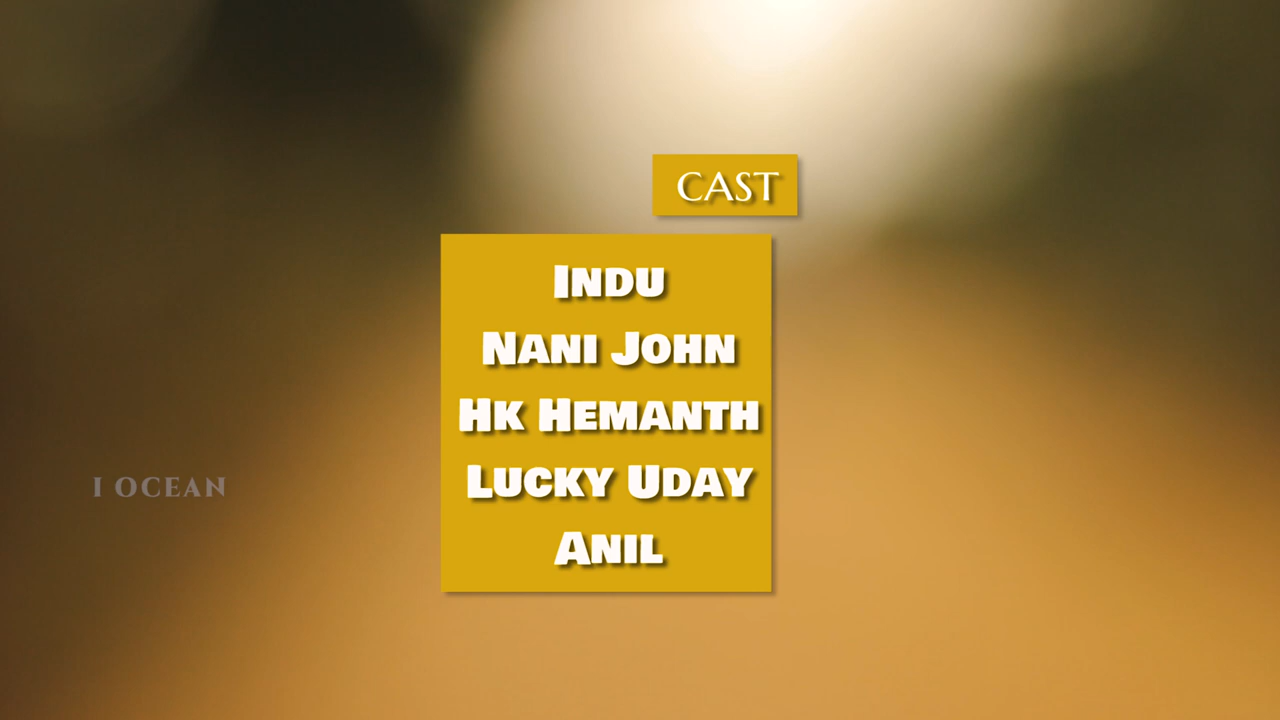 CAST
Indu
Nani John
Hk Hemanth
Lucky Uday
Anil
I OCEAN